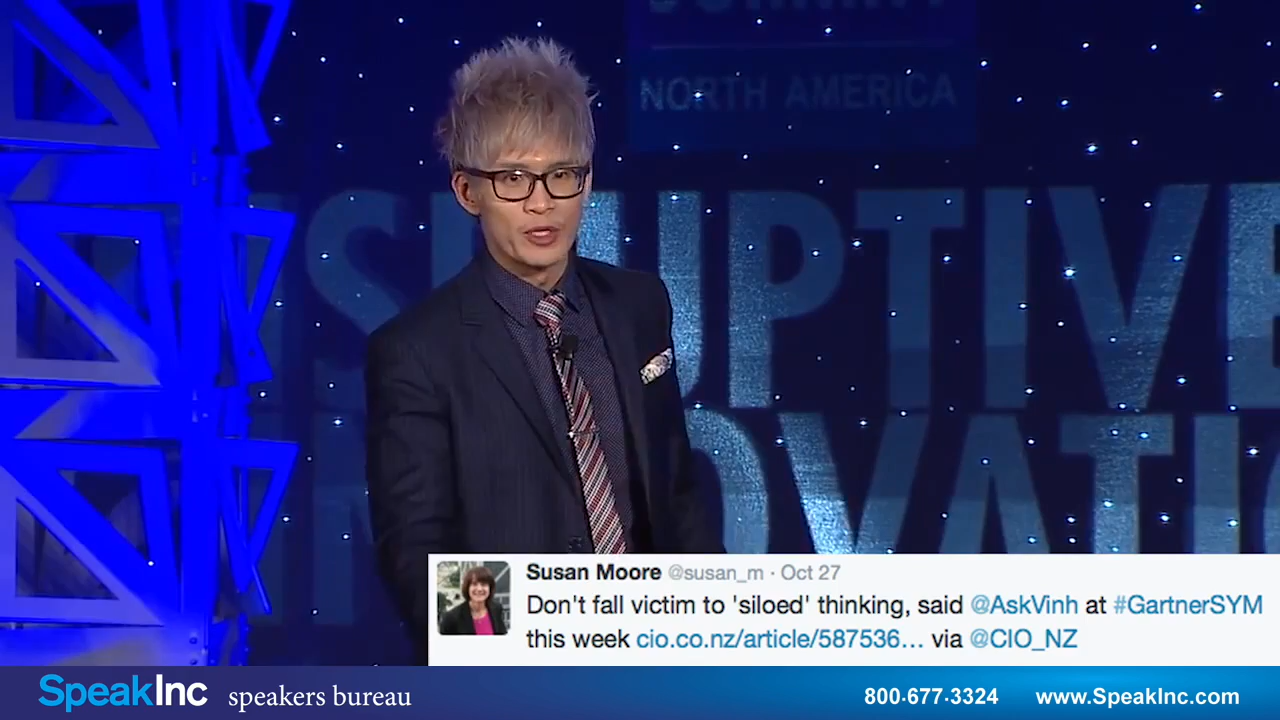 NORTH AMERICA
SRUPTIVE
Susan Moore @susan_m · Oct 27
Don't fall victim to 'siloed' thinking, said @AskVinh at #GartnerSYM
this week cio.co.nz/article/587536... via @CIO_NZ
SpeakInc speakers bureau
800·677·3324 www.SpeakInc.com